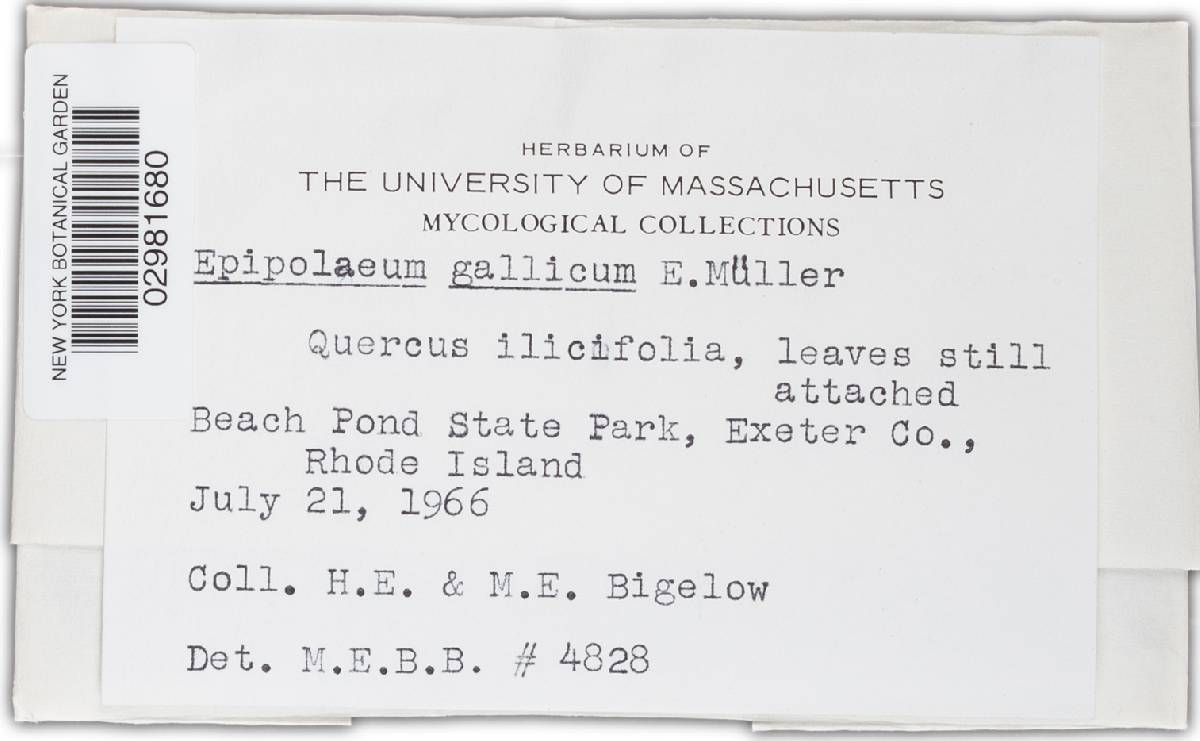 NEW YORK BOTANICAL GARDEN
02981680
HERBARIUM OF
THE UNIVERSITY OF MASSACHUSETTS
MYCOLOGICAL COLLECTIONS
Epipolaeum gallicum E.Müller
Quercus ilicifolia, leaves still
attached
Beach Pond State Park, Exeter Co.,
Rhode Island
July 21, 1966
Coll. H.E. & M.E. Bigelow
Det. M.E.B.B. # 4828